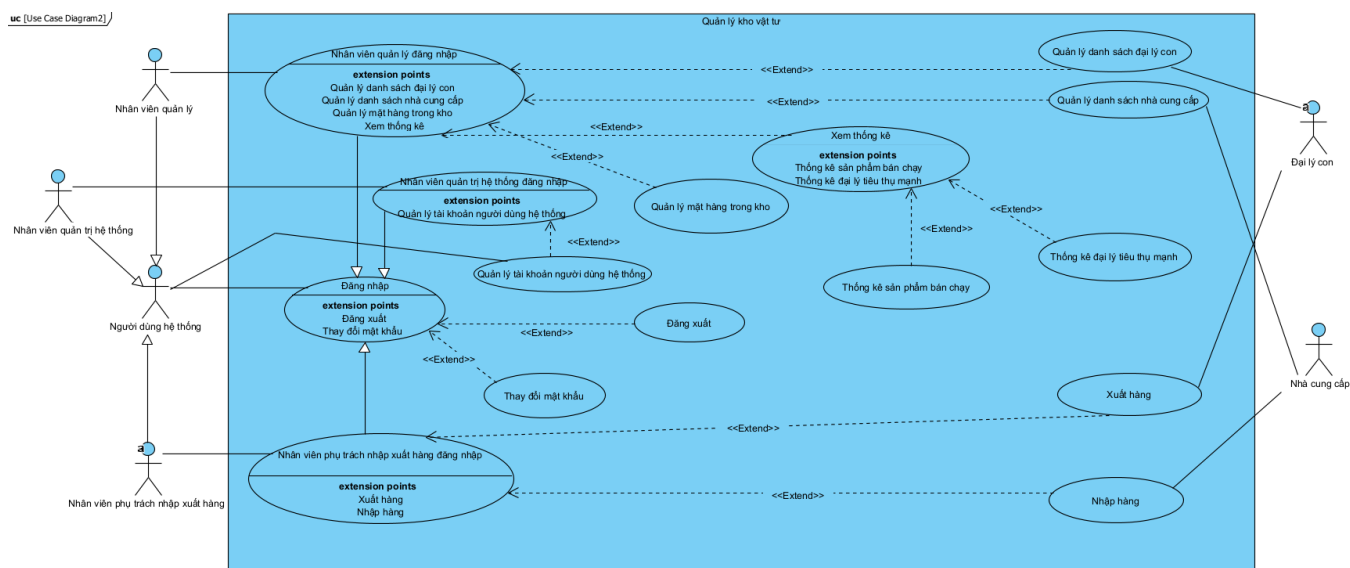 uc [Use Case Diagram2]
Quản lý kho vật tư
Nhân viên quản lý đăng nhập
extension points
Quản lý danh sách đại lý con
Quản lý danh sách nhà cung cấp
Quản lý mặt hàng trong kho
Xem thống kê
Nhân viên quản lý
Quản lý danh sách đại lý con
<<Extend>>
Quản lý danh sách nhà cung cấp
<<Extend>>
<<Extend>>
Xem thống kê
extension points
Thống kê sản phẩm bán chạy
Thống kê đại lý tiêu thụ mạnh
a
Đại lý con
<<Extend>>
Nhân viên quản trị hệ thống đăng nhập
extension points
Quản lý tài khoản người dùng hệ thống
Nhân viên quản trị hệ thống
Quản lý mặt hàng trong kho
<<Extend>>
<<Extend>>
<<Extend>>
Thống kê đại lý tiêu thụ mạnh
Quản lý tài khoản người dùng hệ thống
Thống kê sản phẩm bán chạy
Đăng nhập
extension points
Đăng xuất
Thay đổi mật khẩu
Người dùng hệ thống
Đăng xuất
<<Extend>>
<<Extend>>
Thay đổi mật khẩu
Nhà cung cấp
Xuất hàng
<<Extend>>
a
Nhân viên phụ trách nhập xuất hàng
Nhân viên phụ trách nhập xuất hàng đăng nhập
extension points
Xuất hàng
Nhập hàng
<<Extend>>
Nhập hàng